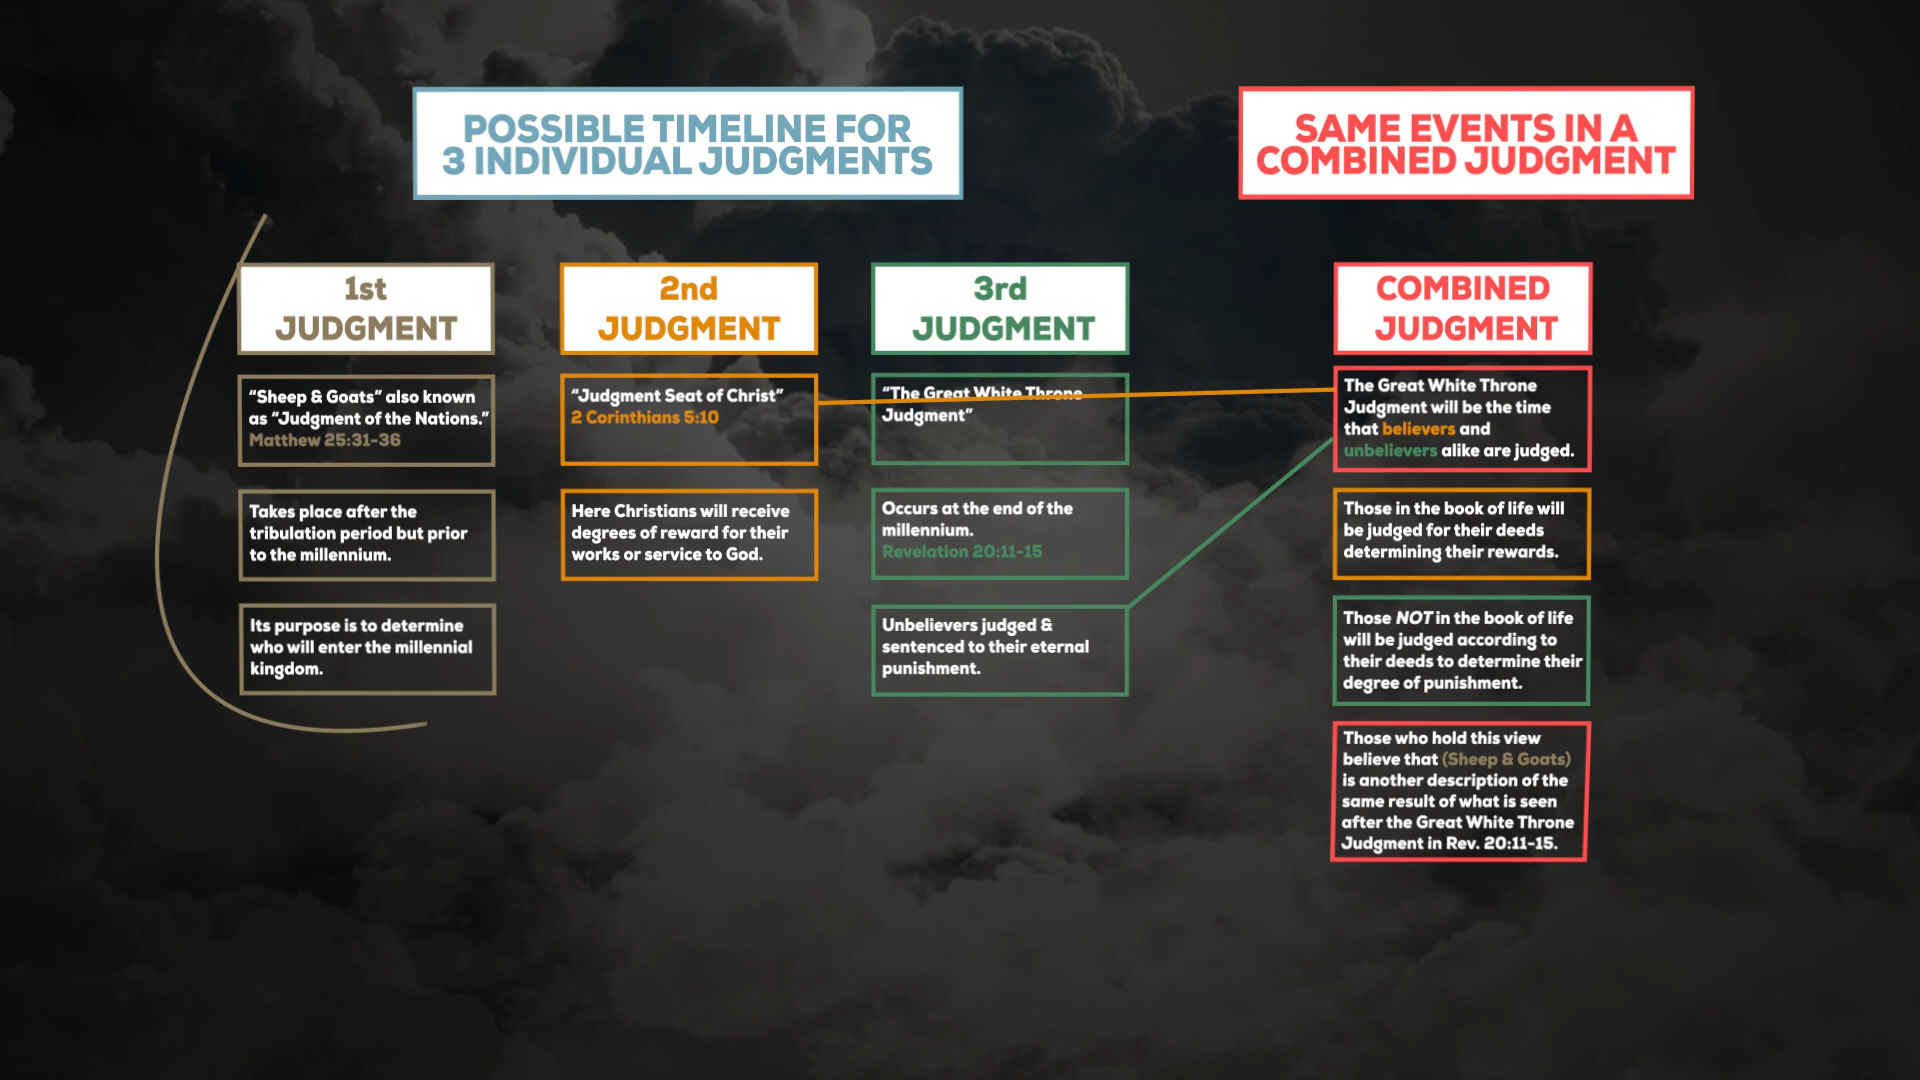 POSSIBLE TIMELINE FOR
3 INDIVIDUAL JUDGMENTS
SAME EVENTS IN A
COMBINED JUDGMENT
1st
JUDGMENT
“Sheep & Goats” also known
as “Judgment of the Nations.”
Matthew 25:31-36
Takes place after the
tribulation period but prior
to the millennium.
Its purpose is to determine
who will enter the millennial
kingdom.
2nd
JUDGMENT
“Judgment Seat of Christ”
2 Corinthians 5:10
Here Christians will receive
degrees of reward for their
works or service to God.
3rd
JUDGMENT
“The Great White Throne
Judgment”
Occurs at the end of the
millennium.
Revelation 20:11-15
Unbelievers judged &
sentenced to their eternal
punishment.
COMBINED
JUDGMENT
The Great White Throne
Judgment will be the time
that believers and
unbelievers alike are judged.
Those in the book of life will
be judged for their deeds
determining their rewards.
Those NOT in the book of life
will be judged according to
their deeds to determine their
degree of punishment.
Those who hold this view
believe that (Sheep & Goats)
is another description of the
same result of what is seen
after the Great White Throne
Judgment in Rev. 20:11-15.